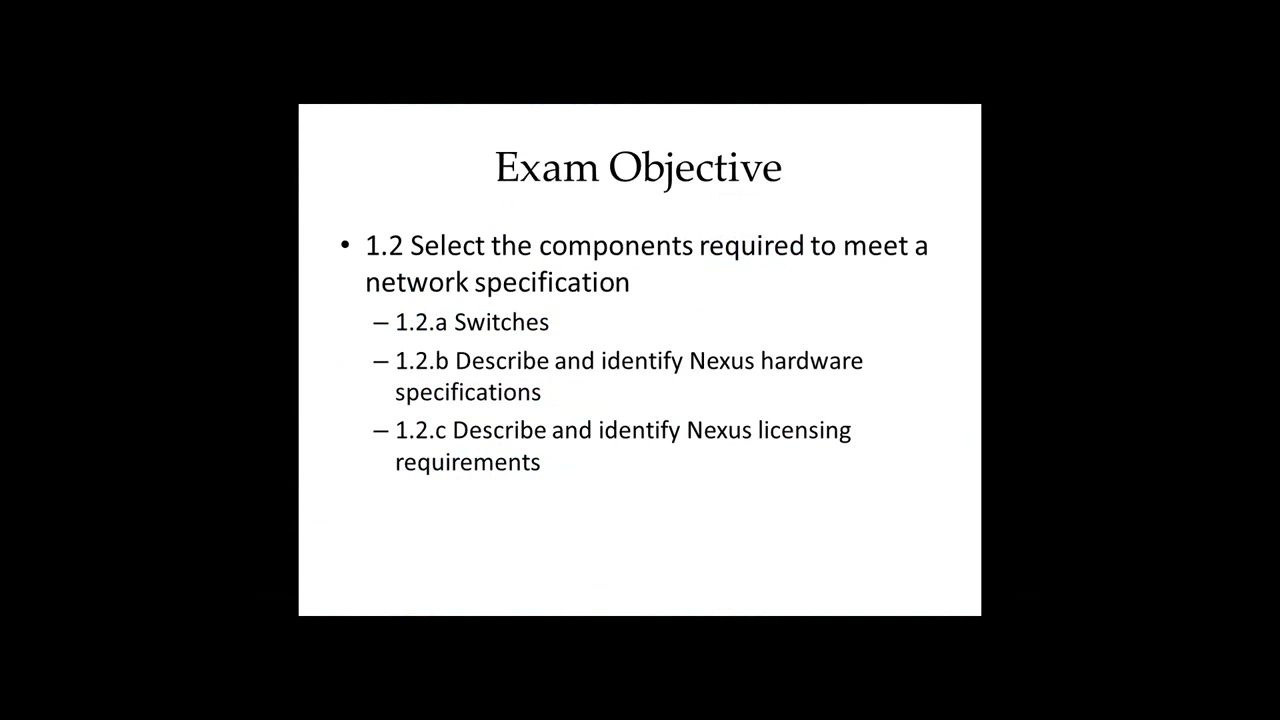 Exam Objective
• 1.2 Select the components required to meet a
network specification
– 1.2.a Switches
– 1.2.b Describe and identify Nexus hardware
specifications
– 1.2.c Describe and identify Nexus licensing
requirements